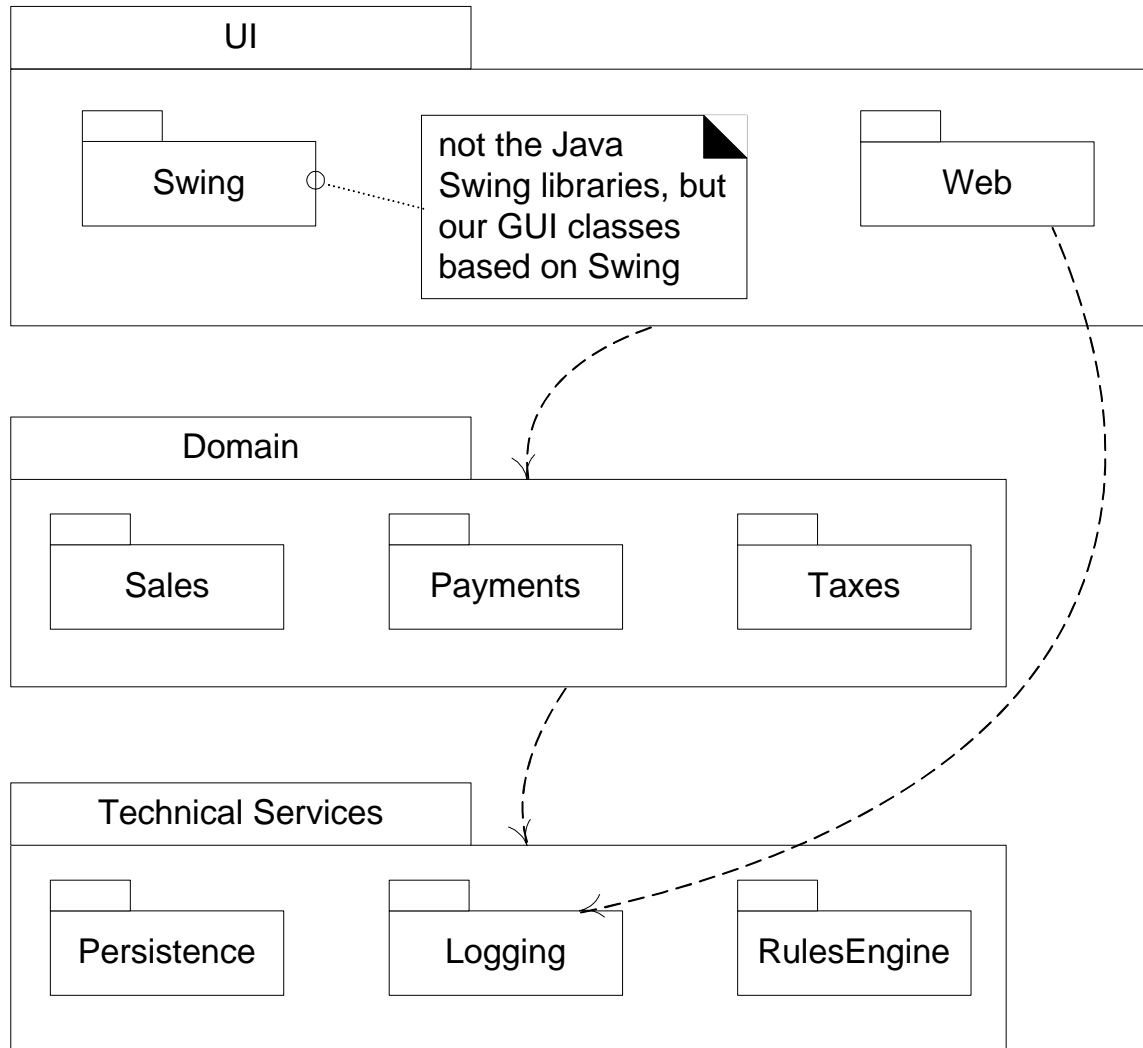 UI
Swing
not the Java
Swing libraries, but
our GUI classes
based on Swing
Web
Domain
Sales
Payments
Taxes
Technical Services
Persistence
Logging
RulesEngine